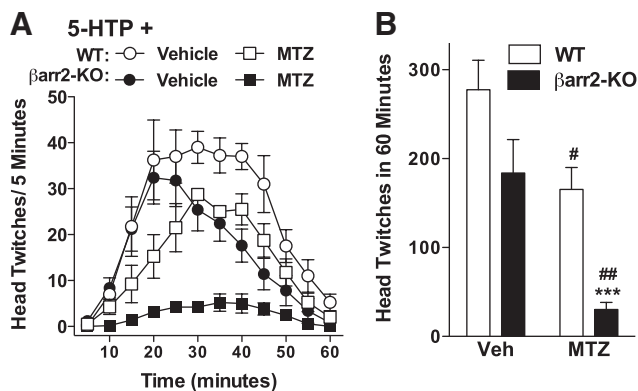 A
5-HTP +
WT: Vehicle MTZ
βarr2-KO: Vehicle MTZ
Head Twitches/ 5 Minutes
50
40
30
20
10
0
10 20 30 40 50 60
Time (minutes)
B
WT
βarr2-KO
Head Twitches in 60 Minutes
300
200
100
0
#
##
***
Veh MTZ